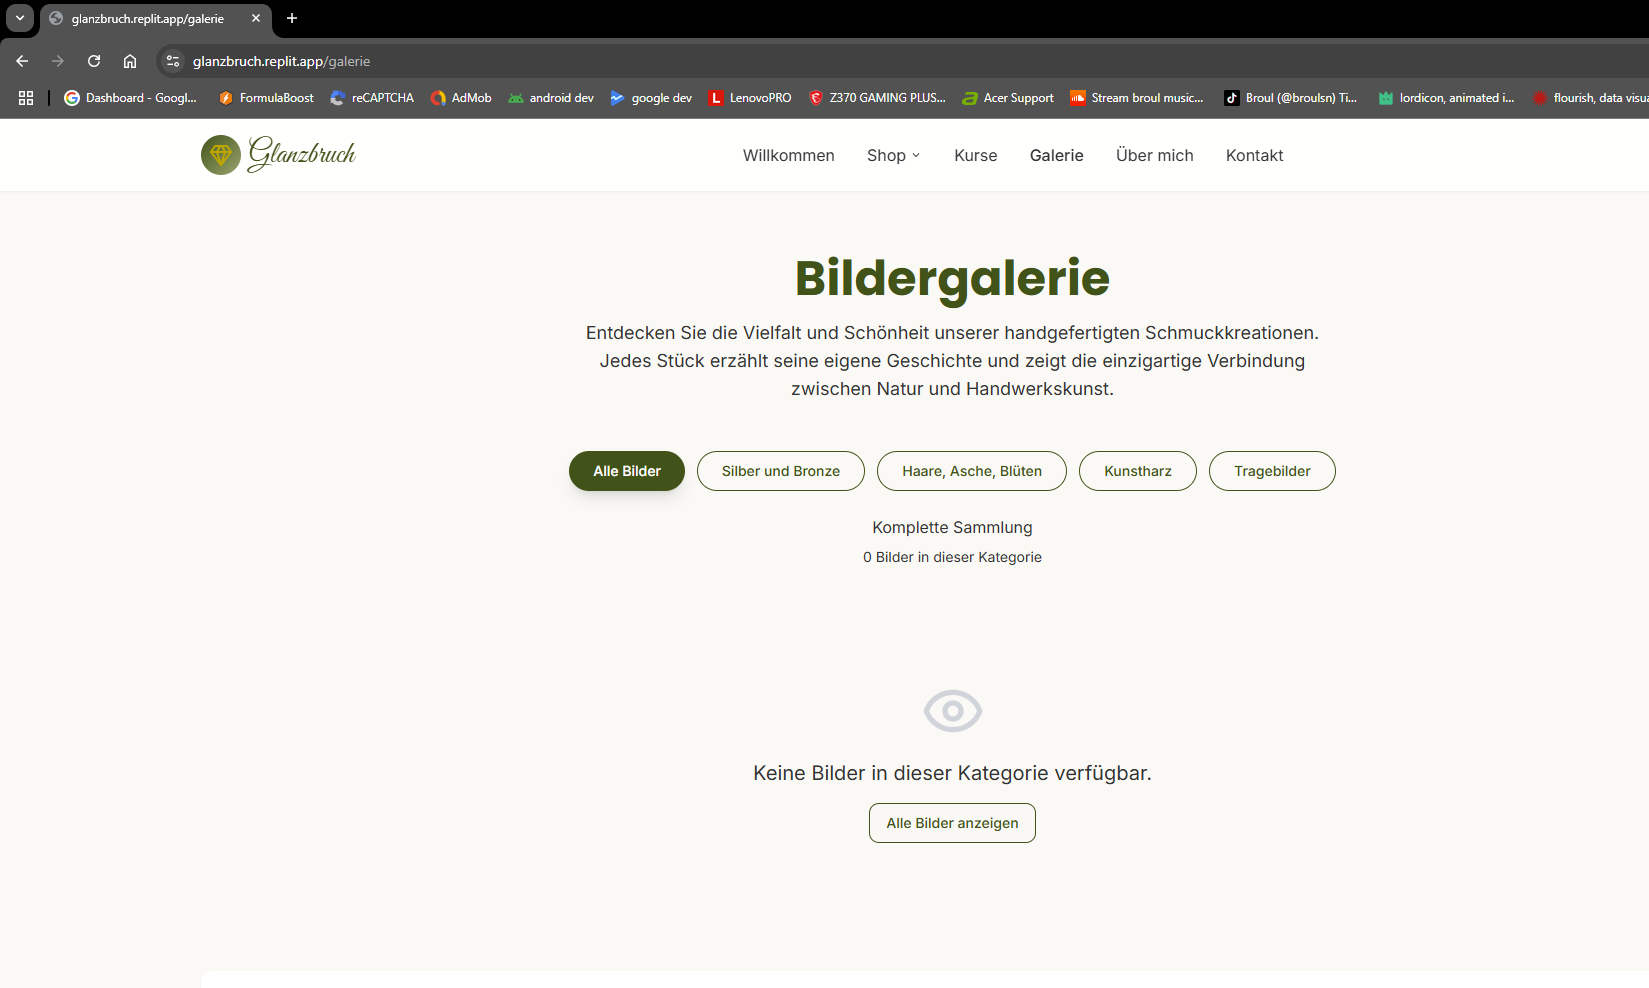 glanzbruch.replit.app/galerie
glanzbruch.replit.app/galerie
Dashboard - Googl... FormulaBoost reCAPTCHA AdMob android dev google dev LenovoPRO Z370 GAMING PLUS... Acer Support Stream broul music... Broul (@broulsn) Ti... lordicon, animated i... flourish, data visu
Glanzbruch Willkommen Shop Kurse Galerie Über mich Kontakt
Bildergalerie
Entdecken Sie die Vielfalt und Schönheit unserer handgefertigten Schmuckkreationen.
Jedes Stück erzählt seine eigene Geschichte und zeigt die einzigartige Verbindung
zwischen Natur und Handwerkskunst.
Alle Bilder Silber und Bronze Haare, Asche, Blüten Kunstharz Tragebilder
Komplette Sammlung
0 Bilder in dieser Kategorie
Keine Bilder in dieser Kategorie verfügbar.
Alle Bilder anzeigen